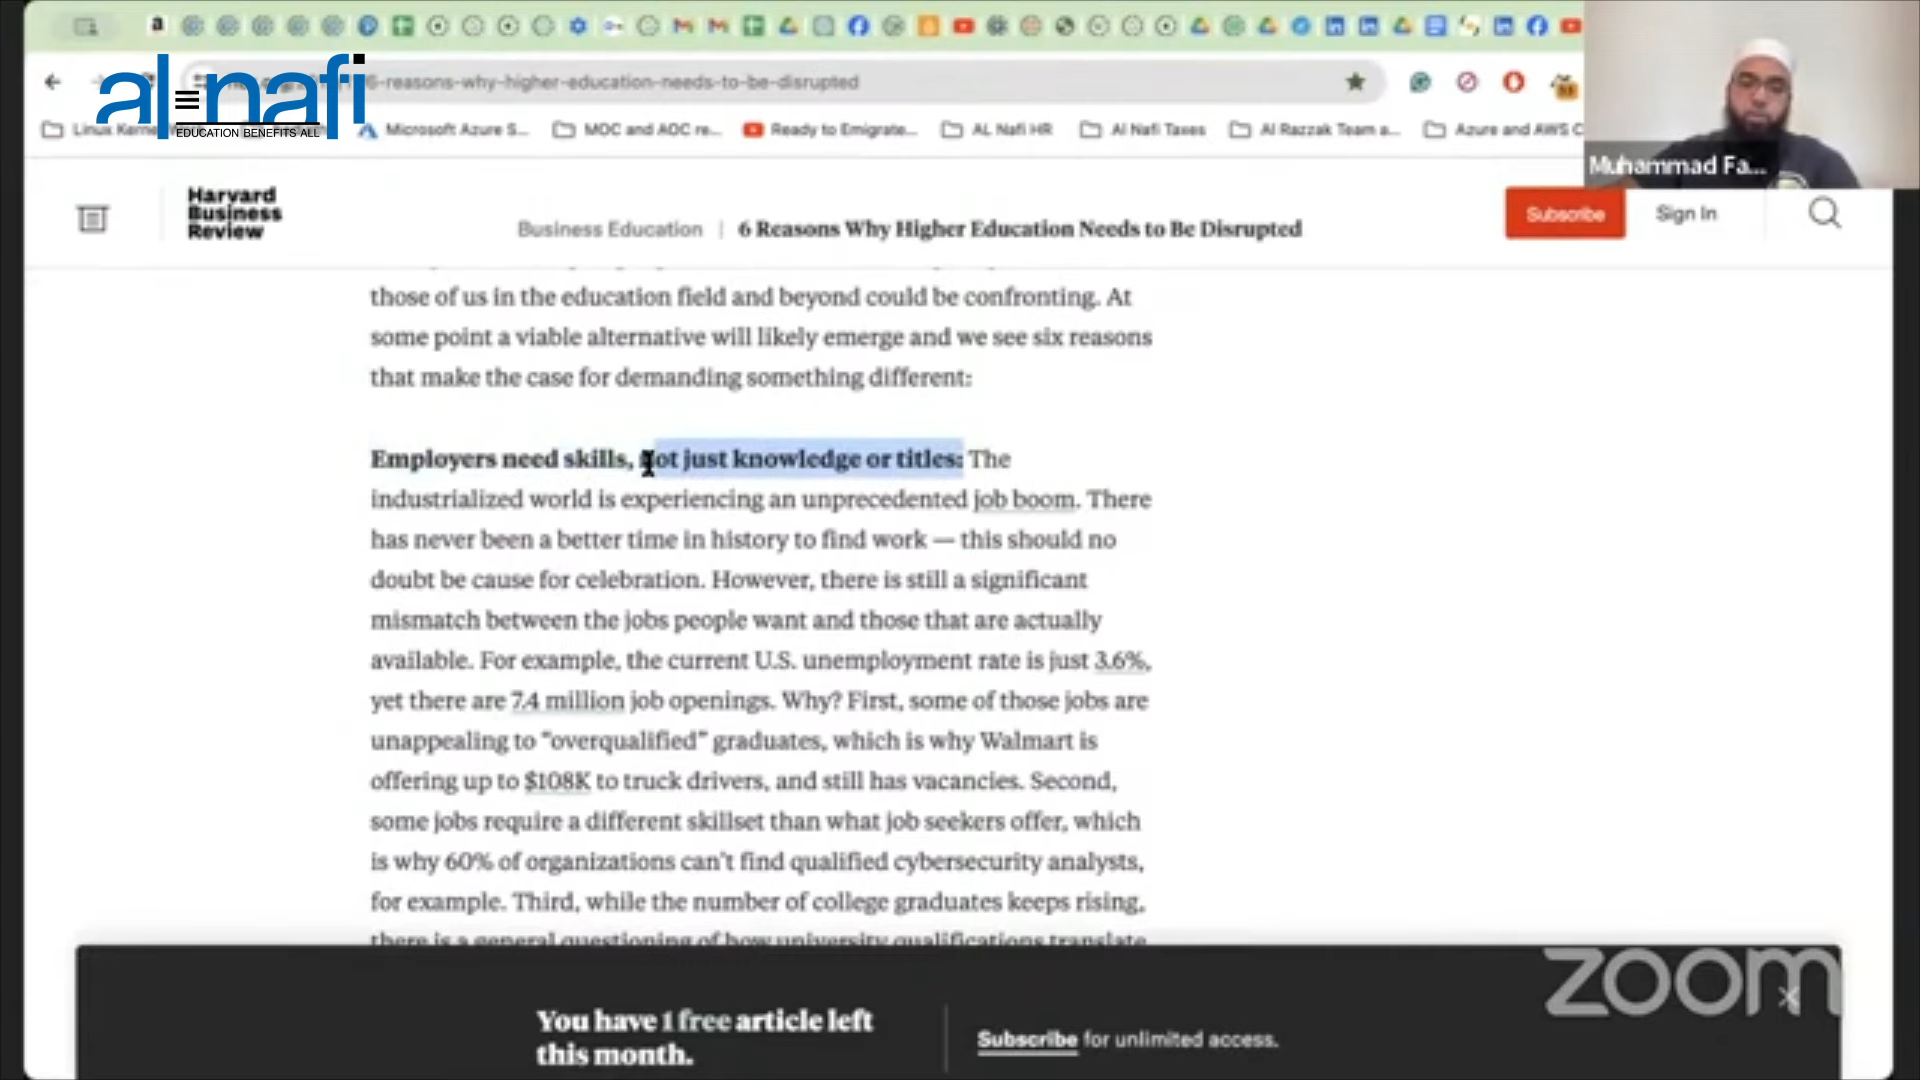 6-reasons-why-higher-education-needs-to-be-disrupted
al nafi
EDUCATION BENEFITS ALL
Microsoft Azure S...
MOC and AOC re...
Ready to Emigrate...
AL Nafi HR
Al Nafi Taxes
Al Razzak Team a...
Azure and AWS C
Muhammad Fa...
Harvard
Business
Review
Business Education | 6 Reasons Why Higher Education Needs to Be Disrupted
Subscribe
Sign In
those of us in the education field and beyond could be confronting. At
some point a viable alternative will likely emerge and we see six reasons
that make the case for demanding something different:
Employers need skills, not just knowledge or titles: The
industrialized world is experiencing an unprecedented job boom. There
has never been a better time in history to find work — this should no
doubt be cause for celebration. However, there is still a significant
mismatch between the jobs people want and those that are actually
available. For example, the current U.S. unemployment rate is just 3.6%,
yet there are 7.4 million job openings. Why? First, some of those jobs are
unappealing to “overqualified” graduates, which is why Walmart is
offering up to $108K to truck drivers, and still has vacancies. Second,
some jobs require a different skillset than what job seekers offer, which
is why 60% of organizations can’t find qualified cybersecurity analysts,
for example. Third, while the number of college graduates keeps rising,
there is a general questioning of how university qualifications translate
You have 1 free article left
this month.
Subscribe for unlimited access.
zoom